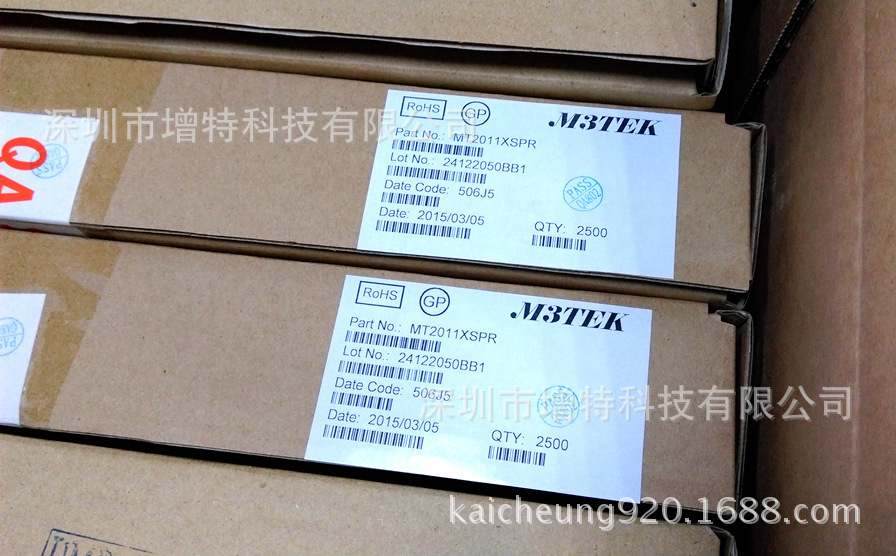 深圳市增特科技有限公司
QA
RoHS GP M3TEK
Part No.: MT2011XSPR
Lot No.: 24122050BB1
Date Code: 506J5
Date: 2015/03/05
QTY: 2500
PASS
QA802
RoHS GP M3TEK
Part No.: MT2011XSPR
Lot No.: 24122050BB1
Date Code: 506J5
Date: 2015/03/05
QTY: 2500
深圳市增特科技有限公司
kaicheung920.1688.com